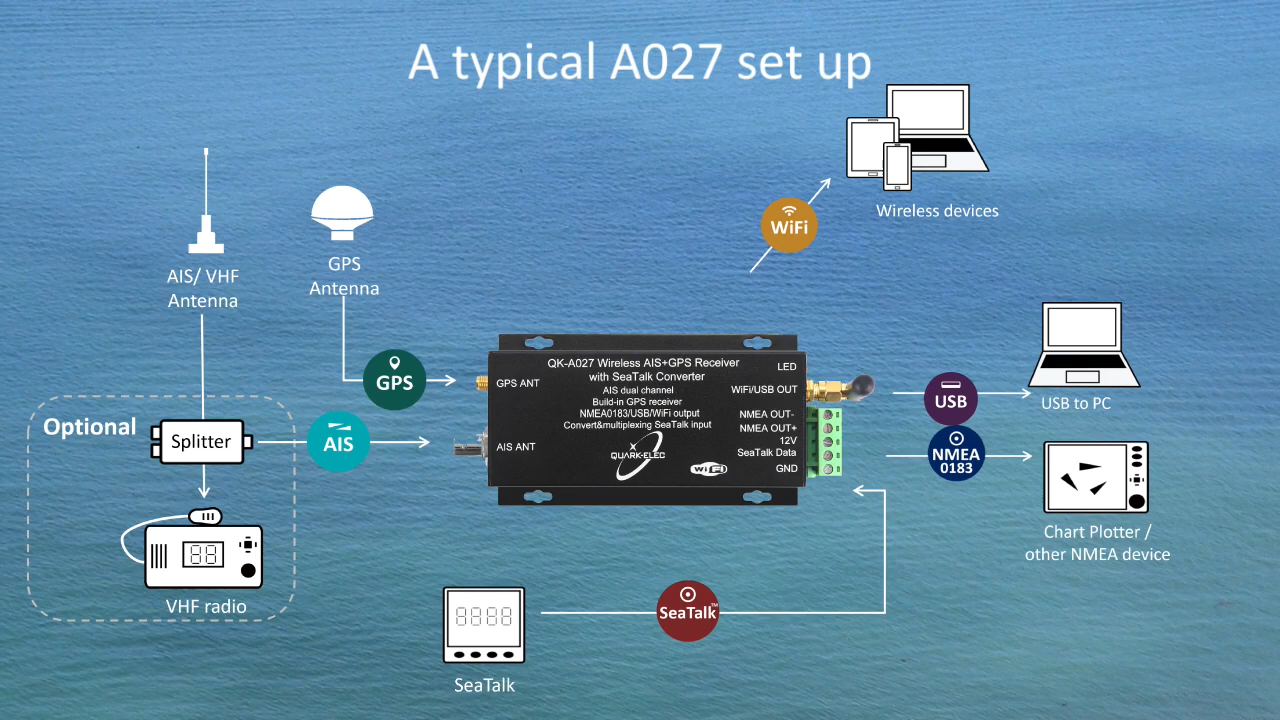 A typical A027 set up
WiFi
Wireless devices
AIS/ VHF
Antenna
GPS
Antenna
GPS
Optional
Splitter
AIS
VHF radio
QK-A027 Wireless AIS+GPS Receiver
with SeaTalk Converter
AIS dual channel
Build-in GPS receiver
NMEA0183/USB/WiFi output
Convert&multiplexing SeaTalk input
GPS ANT
AIS ANT
QUARK-ELEC
WiFi
LED
WiFi/USB OUT
NMEA OUT-
NMEA OUT+
12V
SeaTalk Data
GND
USB
USB to PC
NMEA
0183
Chart Plotter /
other NMEA device
SeaTalk™
SeaTalk